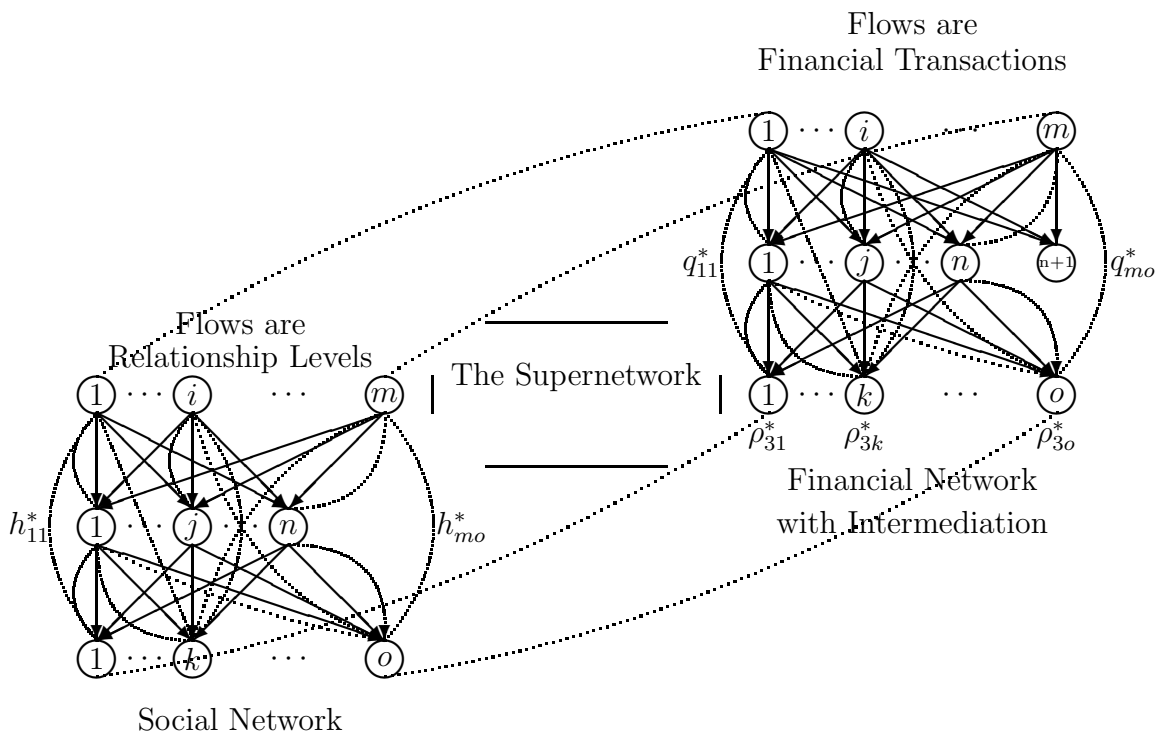 Flows are
Financial Transactions
1 ··· i ··· m
q*11 1 ··· j ··· n n+1 q*mo
1 ··· k ··· o
ρ*31 ρ*3k ρ*3o
Financial Network
with Intermediation
The Supernetwork
Flows are
Relationship Levels
1 ··· i ··· m
h*11 1 ··· j ··· n h*mo
1 ··· k ··· o
Social Network